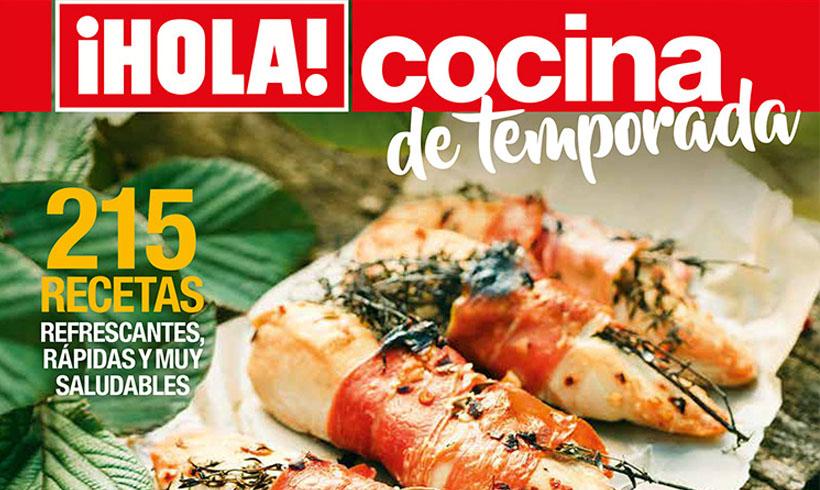 ¡HOLA! cocina
de temporada
215
RECETAS
REFRESCANTES,
RÁPIDAS Y MUY
SALUDABLES